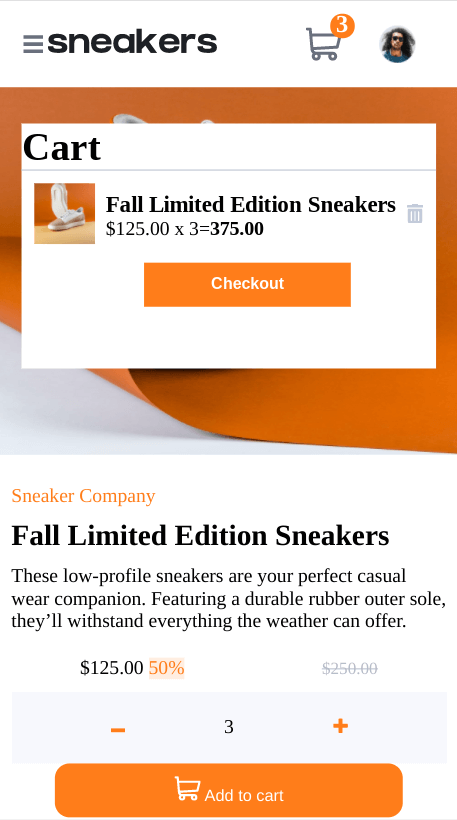 3
sneakers
Cart
Fall Limited Edition Sneakers
$125.00 x 3=375.00
Checkout
Sneaker Company
Fall Limited Edition Sneakers
These low-profile sneakers are your perfect casual
wear companion. Featuring a durable rubber outer sole,
they’ll withstand everything the weather can offer.
$125.00 50% $250.00
3
Add to cart